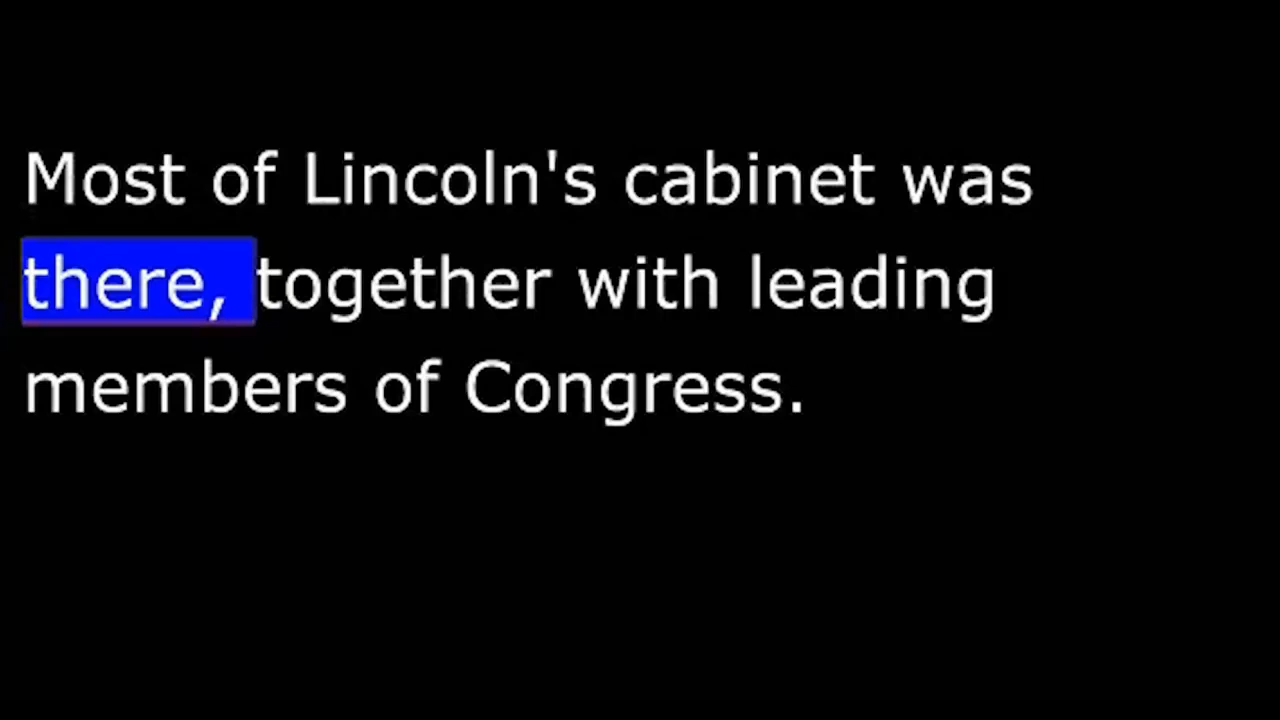 Most of Lincoln's cabinet was
there, together with leading
members of Congress.